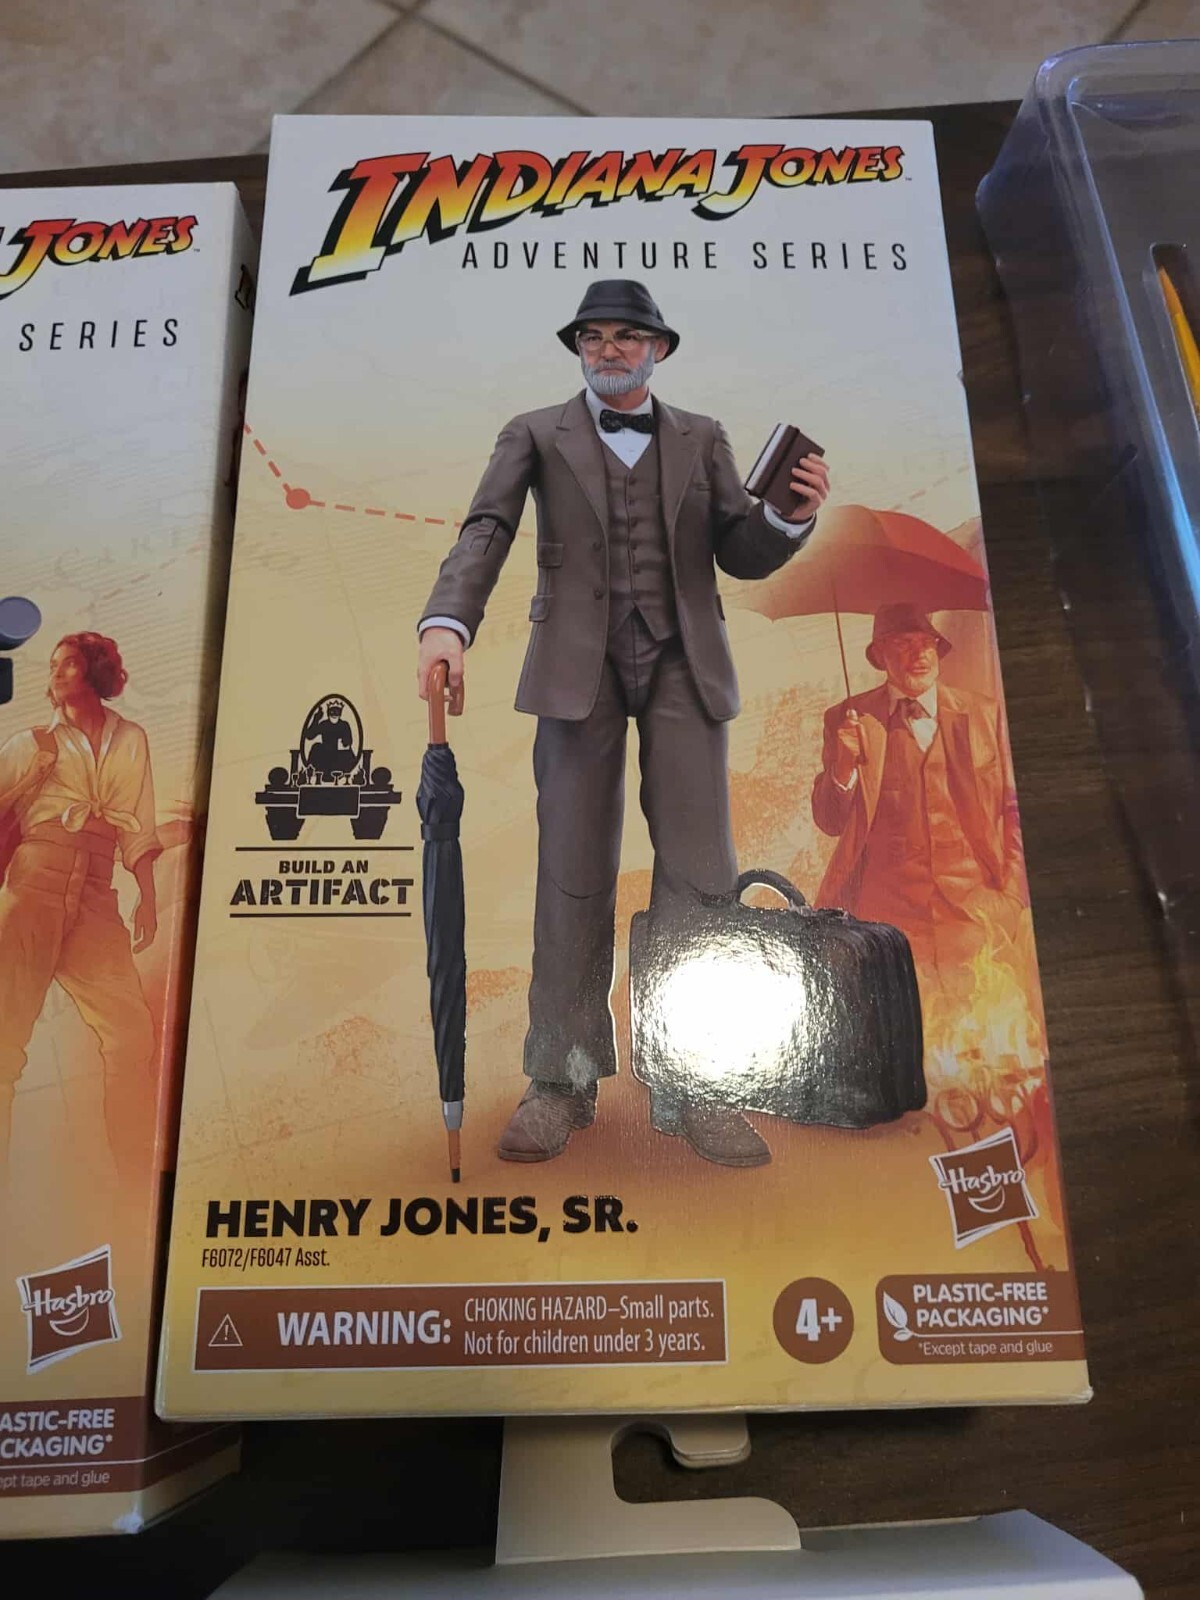 INDIANA JONES™
ADVENTURE SERIES
BUILD AN
ARTIFACT
HENRY JONES, SR.
F6072/F6047 Asst.
WARNING: CHOKING HAZARD–Small parts.
Not for children under 3 years.
4+
PLASTIC-FREE
PACKAGING*
*Except tape and glue
Hasbro
JONES™
SERIES
Hasbro
ASTIC-FREE
CKAGING*
ept tape and glue